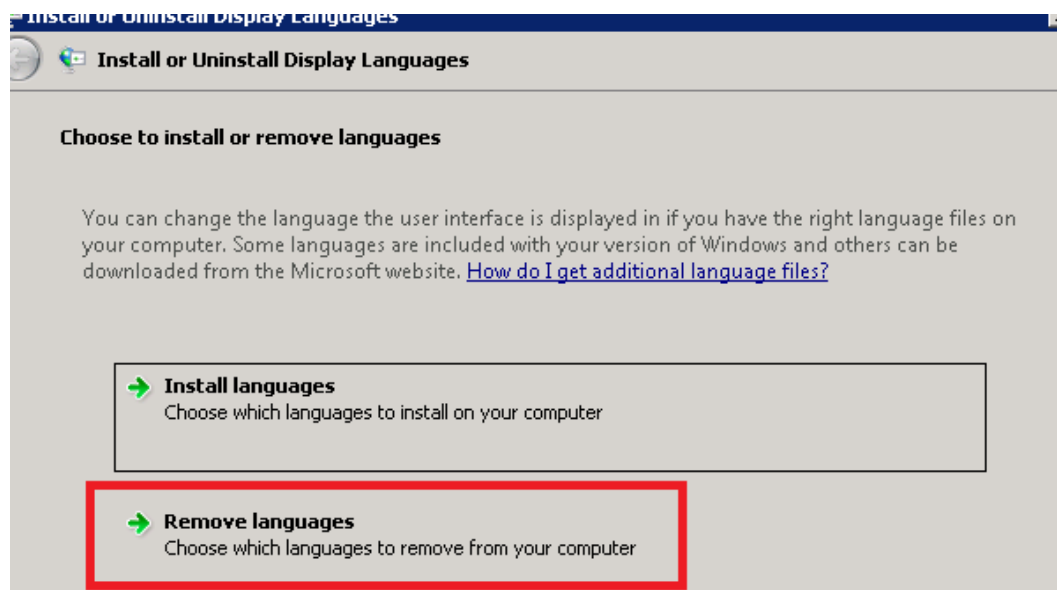 Install or Uninstall Display Languages
Install or Uninstall Display Languages
Choose to install or remove languages
You can change the language the user interface is displayed in if you have the right language files on
your computer. Some languages are included with your version of Windows and others can be
downloaded from the Microsoft website. How do I get additional language files?
Install languages
Choose which languages to install on your computer
Remove languages
Choose which languages to remove from your computer